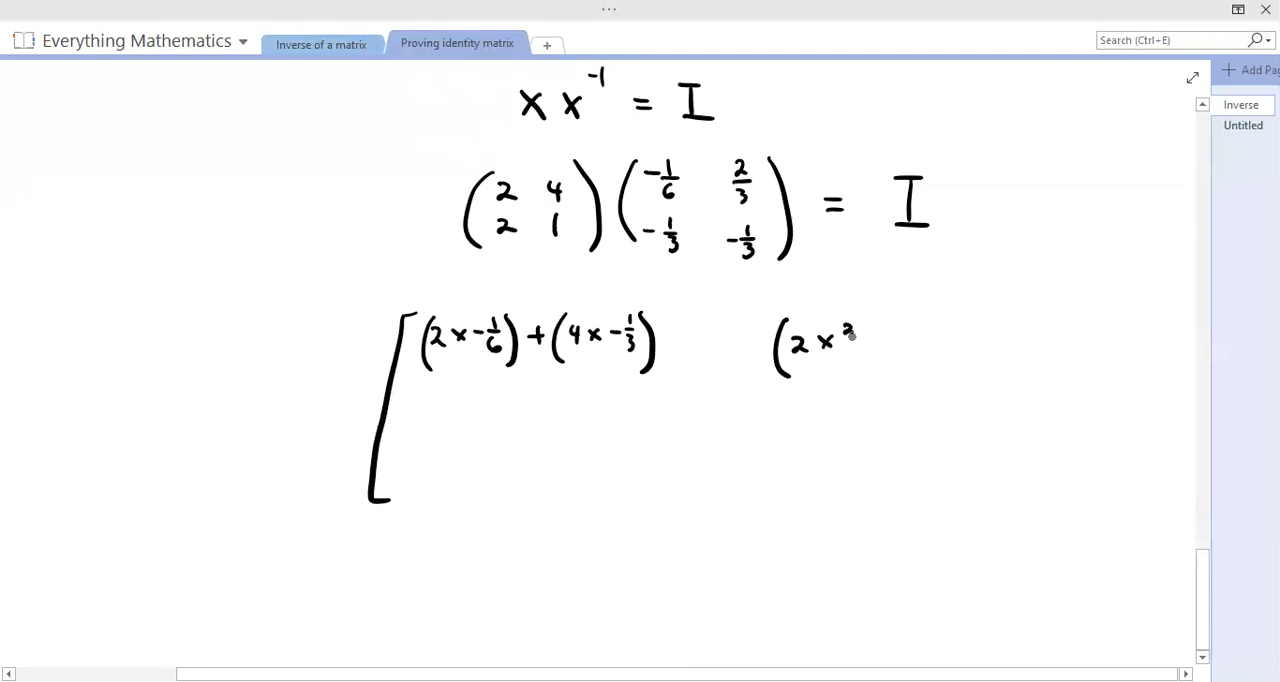 Everything Mathematics
Inverse of a matrix
Proving identity matrix
+
Search (Ctrl+E)
+ Add Pag
Inverse
Untitled
x x⁻¹ = I
(2 4) (-1/6 2/3) = I
(2 1) (-1/3 -1/3)
[(2 x -1/6) + (4 x -1/3) (2 x 2